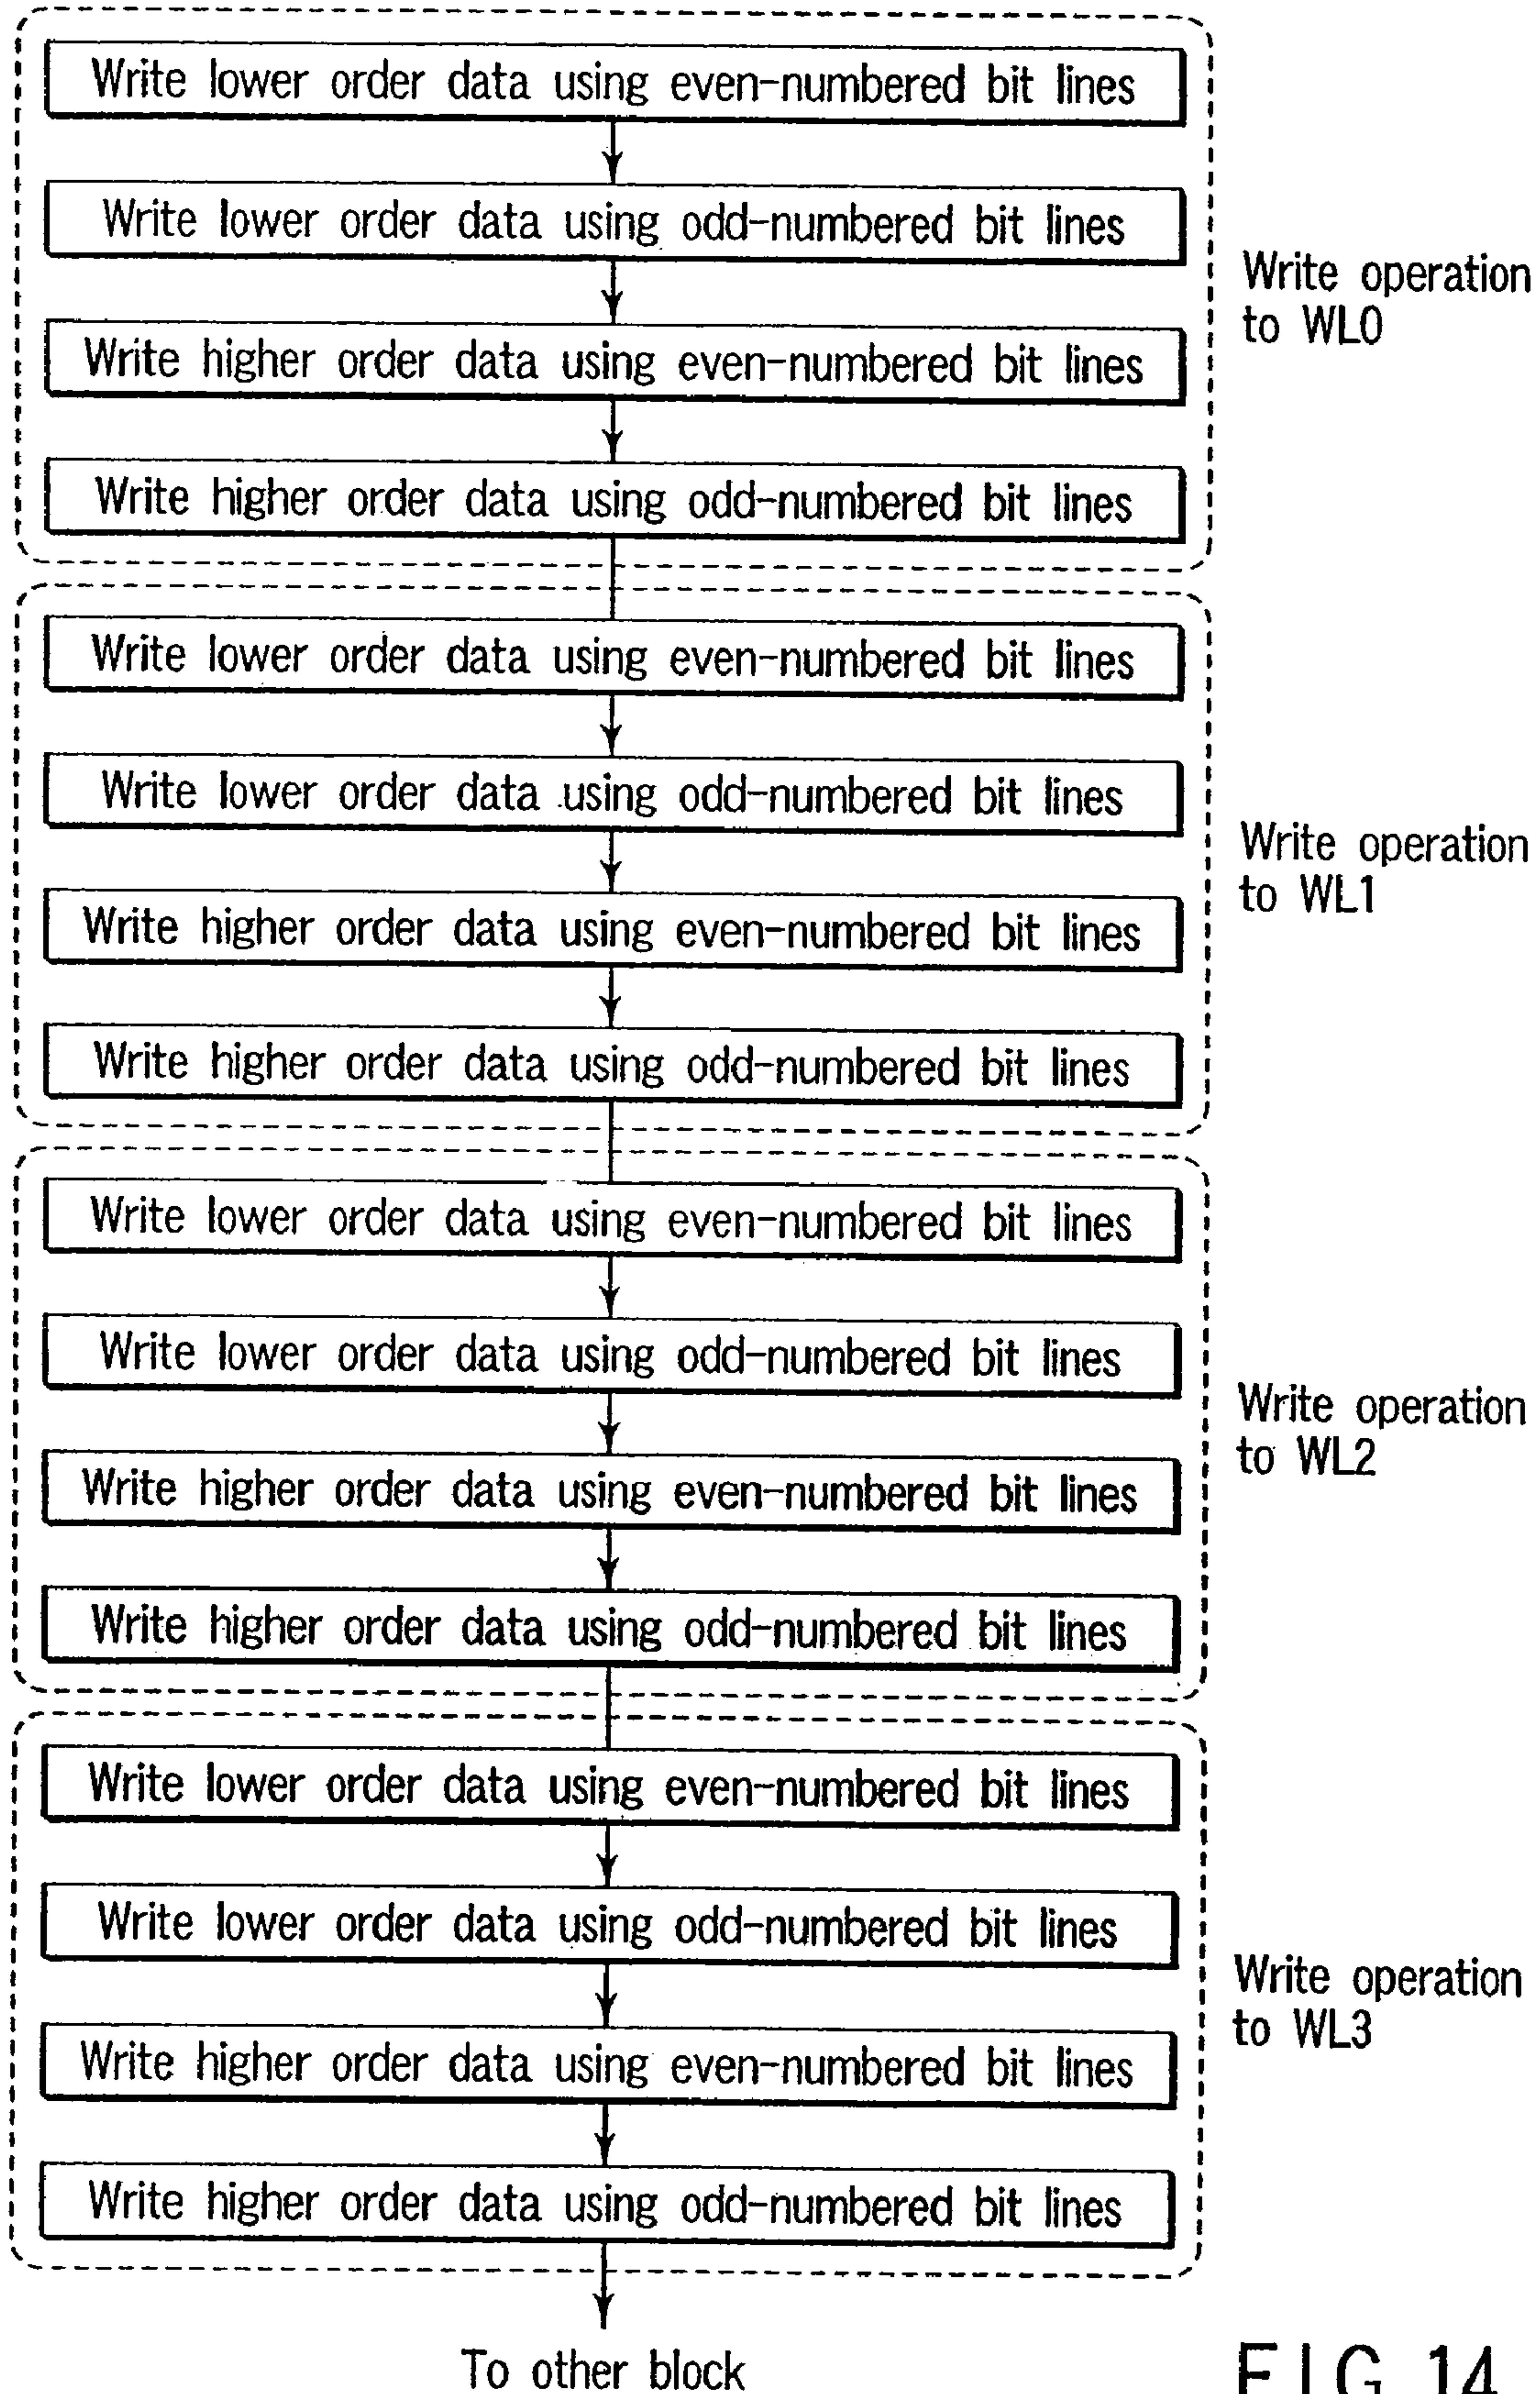 Write lower order data using even-numbered bit lines
Write lower order data using odd-numbered bit lines
Write higher order data using even-numbered bit lines
Write higher order data using odd-numbered bit lines
Write operation
to WL0
Write lower order data using even-numbered bit lines
Write lower order data using odd-numbered bit lines
Write higher order data using even-numbered bit lines
Write higher order data using odd-numbered bit lines
Write operation
to WL1
Write lower order data using even-numbered bit lines
Write lower order data using odd-numbered bit lines
Write higher order data using even-numbered bit lines
Write higher order data using odd-numbered bit lines
Write operation
to WL2
Write lower order data using even-numbered bit lines
Write lower order data using odd-numbered bit lines
Write higher order data using even-numbered bit lines
Write higher order data using odd-numbered bit lines
Write operation
to WL3
To other block
FIG. 14